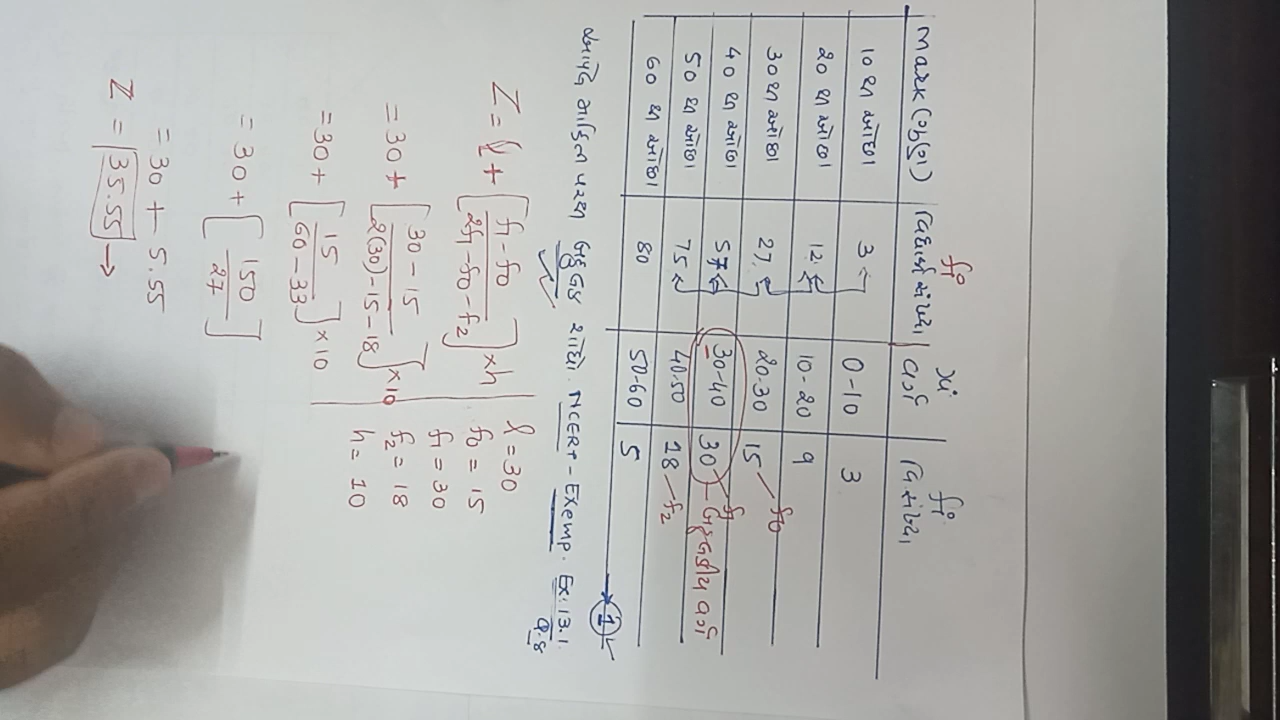 Mark (ગુણ) વિદ્યાર્થી સંખ્યા fi xi વર્ગ fi વિ.સંખ્યા
10 થી ઓછા 3 0-10 3
20 થી ઓછા 12 10-20 9
30 થી ઓછા 27 20-30 15 — f0
40 થી ઓછા 57 30-40 30 — f1 બહુલકીય વર્ગ
50 થી ઓછા 75 40-50 18 — f2
60 થી ઓછા 80 50-60 5
1
આપેલ માહિતી પરથી બહુલક શોધો. NCERT - Exemp. Ex: 13.1
Q.8
Z = l + [f1 - f0 / 2f1 - f0 - f2] × h
l = 30
= 30 + [30 - 15 / 2(30) - 15 - 18] × 10
f0 = 15
f1 = 30
f2 = 18
= 30 + [15 / 60 - 33] × 10
h = 10
= 30 + [150 / 27]
= 30 + 5.55
Z = 35.55 →